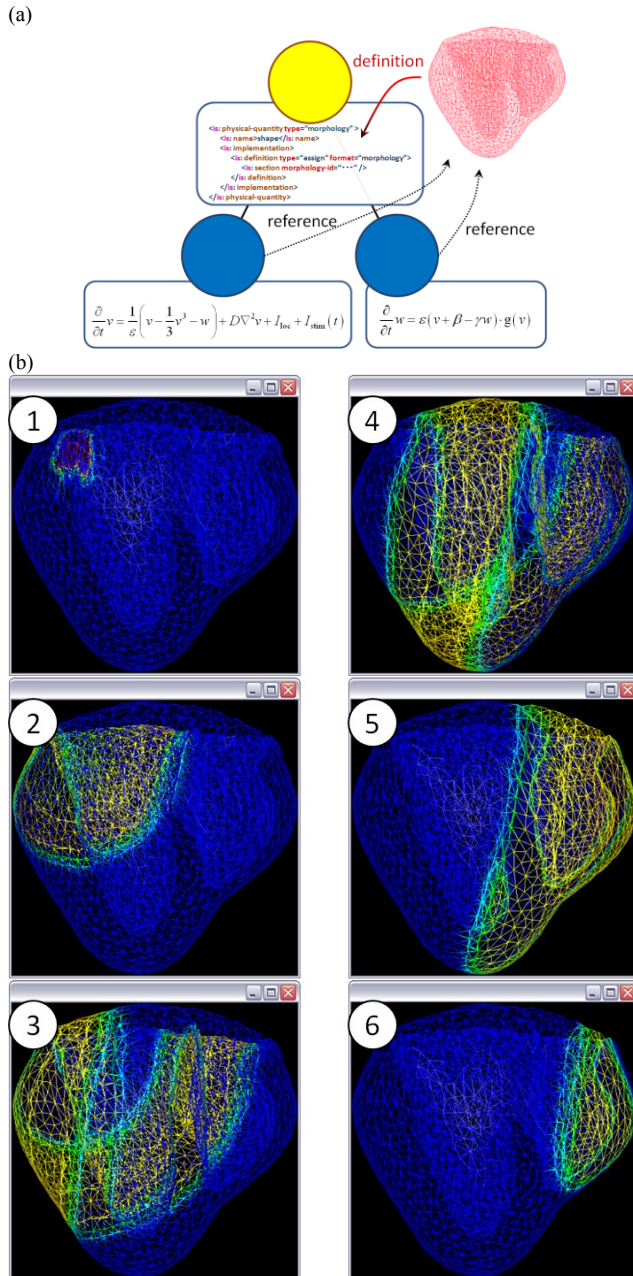 (a)
definition
<is:physical-quantity type="morphology">
<is:name>shape</is:name>
<is:implementation>
<is:definition type="assign" format="morphology">
<is:section morphology-id="---" />
</is:definition>
</is:implementation>
</is:physical-quantity>
reference
reference
∂/∂t v = 1/ε (v − 1/3 v³ − w) + D∇²v + I_loc + I_stim(t)
∂/∂t w = ε(v + β − γw)·g(v)
(b)
1
4
2
5
3
6